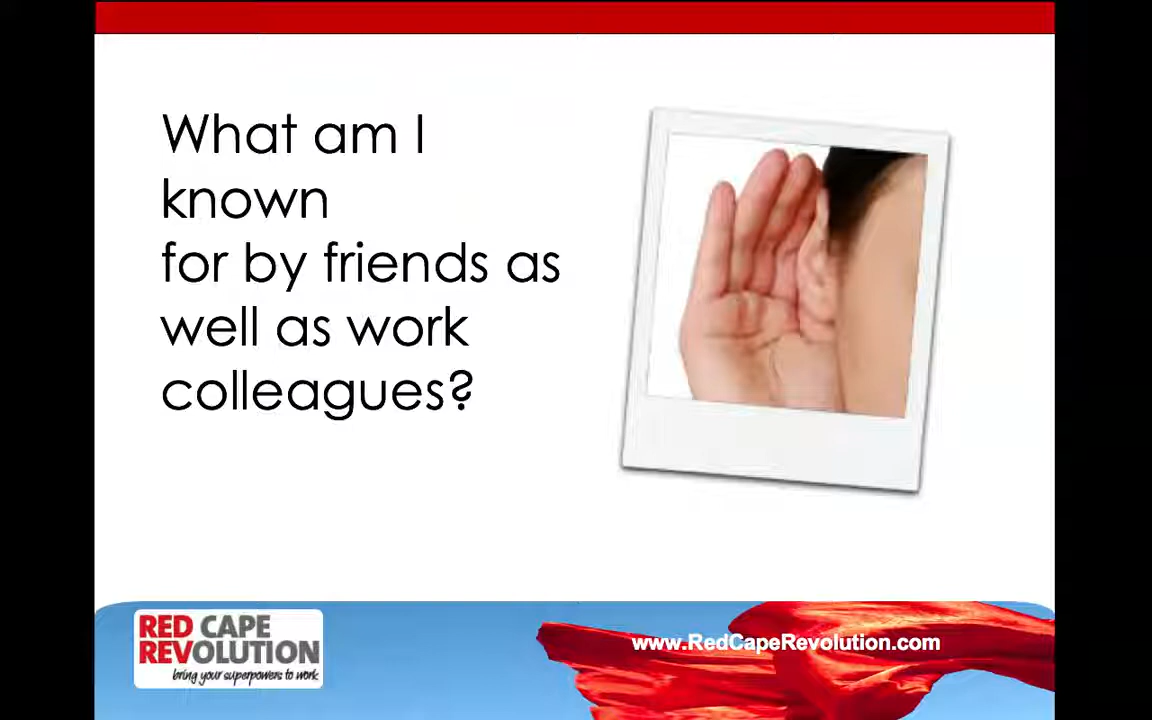 What am I
known
for by friends as
well as work
colleagues?
RED CAPE
REVOLUTION
bring your superpowers to work
www.RedCapeRevolution.com